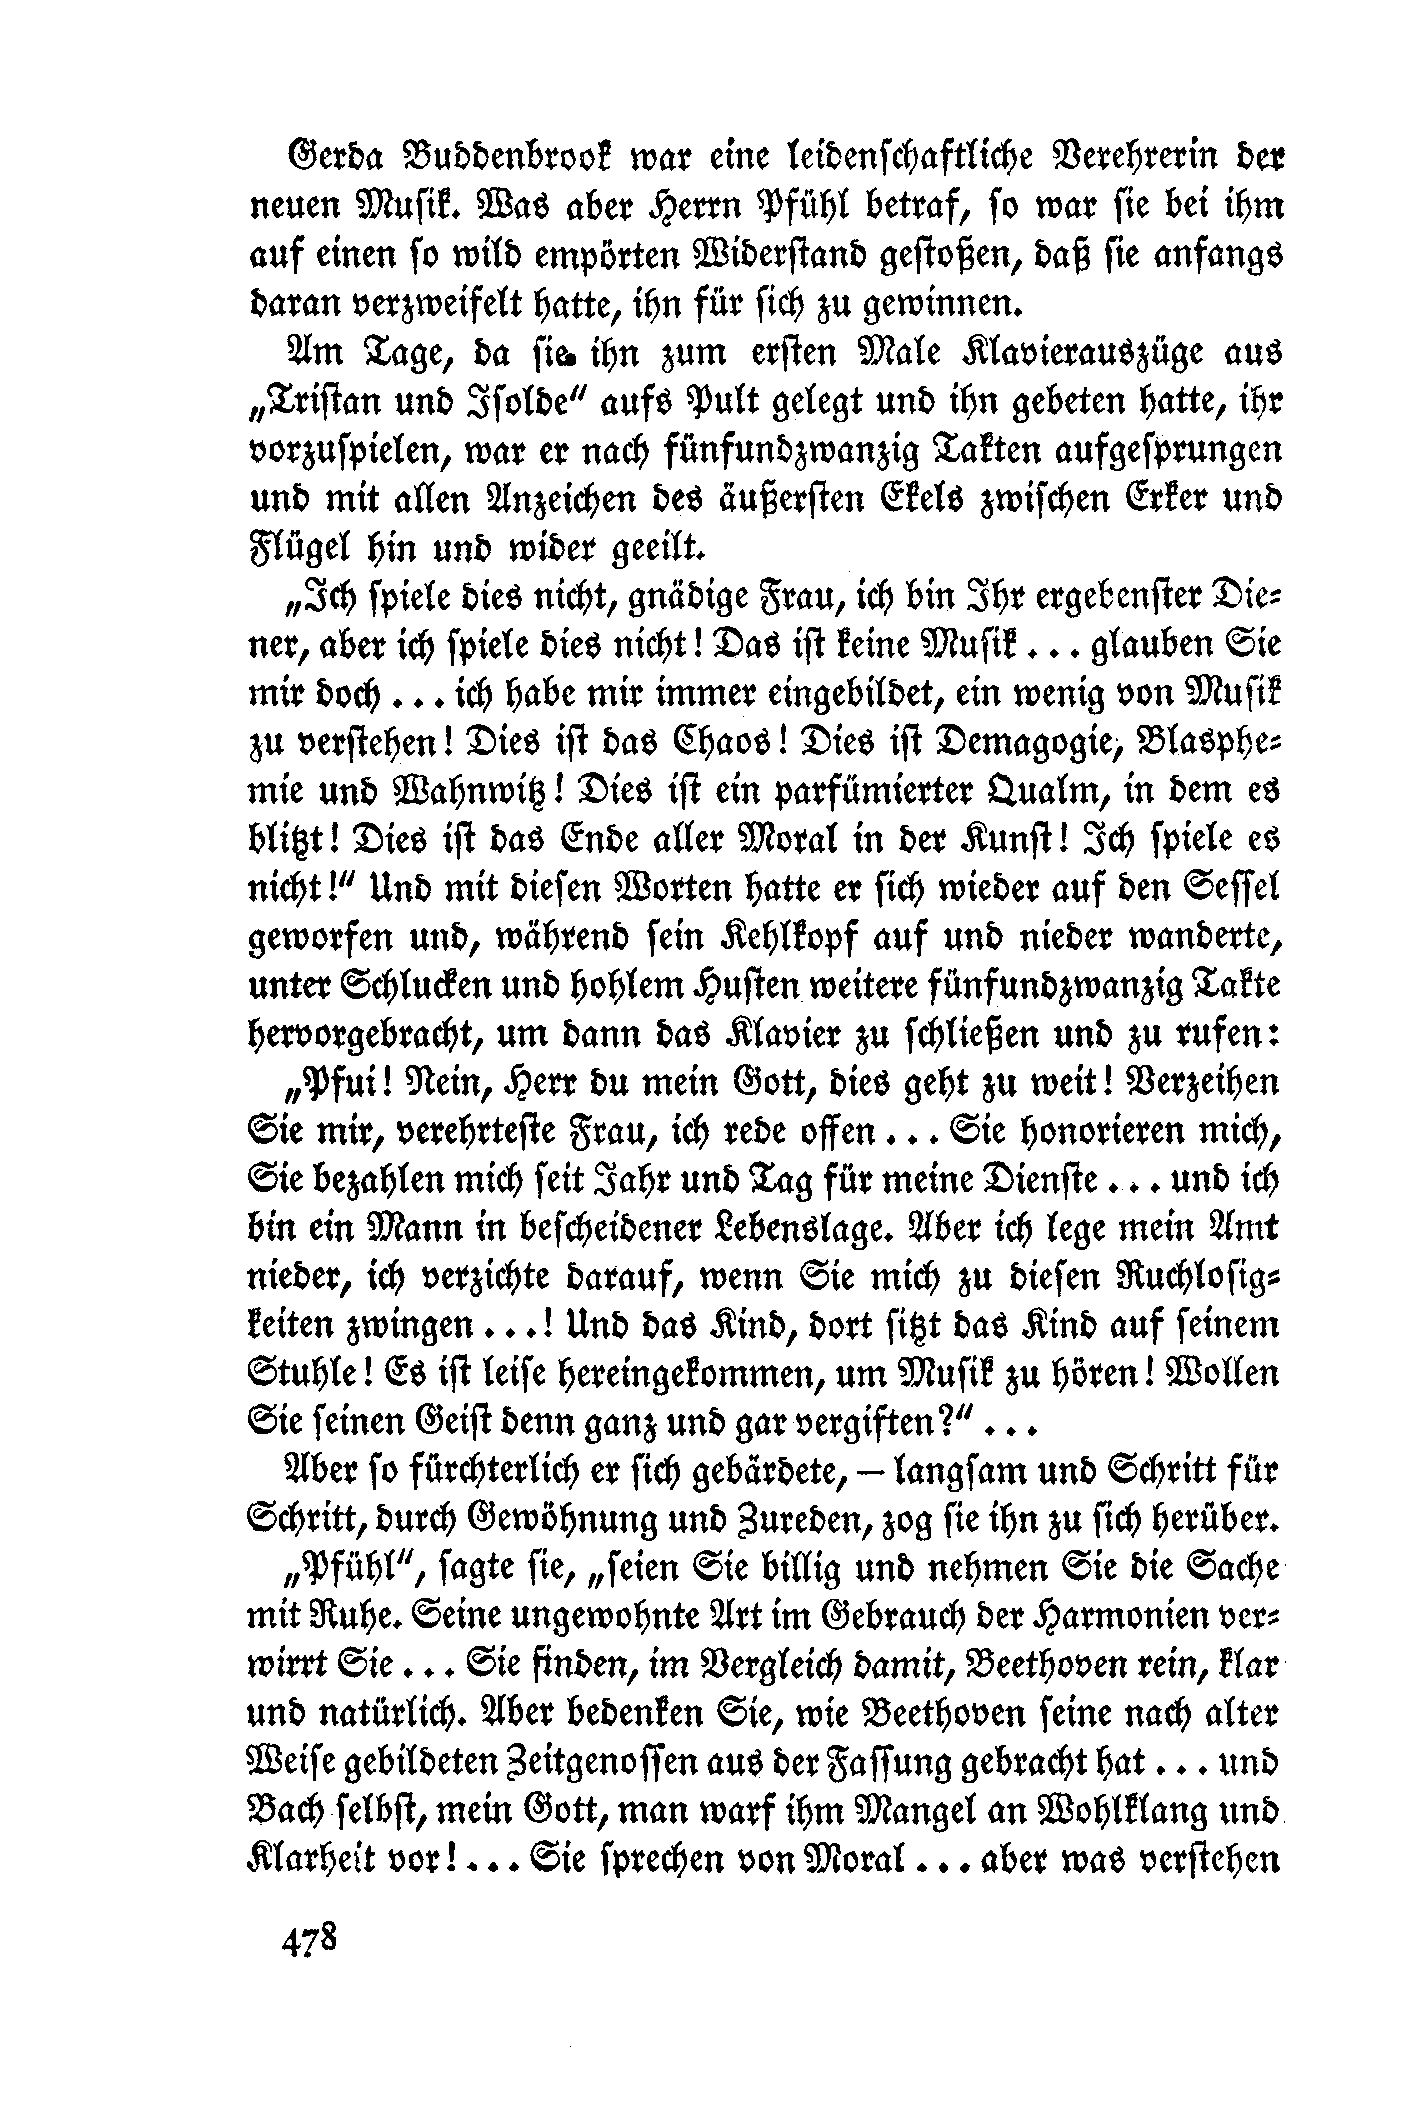 Gerda Buddenbrook war eine leidenschaftliche Verehrerin der
neuen Musik. Was aber Herrn Pfühl betraf, so war sie bei ihm
auf einen so wild empörten Widerstand gestoßen, daß sie anfangs
daran verzweifelt hatte, ihn für sich zu gewinnen.
Am Tage, da sie ihn zum ersten Male Klavierauszüge aus
„Tristan und Isolde“ aufs Pult gelegt und ihn gebeten hatte, ihr
vorzuspielen, war er nach fünfundzwanzig Takten aufgesprungen
und mit allen Anzeichen des äußersten Ekels zwischen Erker und
Flügel hin und wider geeilt.
„Ich spiele dies nicht, gnädige Frau, ich bin Ihr ergebenster Die-
ner, aber ich spiele dies nicht! Das ist keine Musik ... glauben Sie
mir doch ... ich habe mir immer eingebildet, ein wenig von Musik
zu verstehen! Dies ist das Chaos! Dies ist Demagogie, Blasphe-
mie und Wahnwitz! Dies ist ein parfümierter Qualm, in dem es
blitzt! Dies ist das Ende aller Moral in der Kunst! Ich spiele es
nicht!“ Und mit diesen Worten hatte er sich wieder auf den Sessel
geworfen und, während sein Kehlkopf auf und nieder wanderte,
unter Schlucken und hohlem Husten weitere fünfundzwanzig Takte
hervorgebracht, um dann das Klavier zu schließen und zu rufen:
„Pfui! Nein, Herr du mein Gott, dies geht zu weit! Verzeihen
Sie mir, verehrteste Frau, ich rede offen ... Sie honorieren mich,
Sie bezahlen mich seit Jahr und Tag für meine Dienste ... und ich
bin ein Mann in bescheidener Lebenslage. Aber ich lege mein Amt
nieder, ich verzichte darauf, wenn Sie mich zu diesen Ruchlosig-
keiten zwingen ...! Und das Kind, dort sitzt das Kind auf seinem
Stuhle! Es ist leise hereingekommen, um Musik zu hören! Wollen
Sie seinen Geist denn ganz und gar vergiften?“ ...
Aber so fürchterlich er sich gebärdete, — langsam und Schritt für
Schritt, durch Gewöhnung und Zureden, zog sie ihn zu sich herüber.
„Pfühl“, sagte sie, „seien Sie billig und nehmen Sie die Sache
mit Ruhe. Seine ungewohnte Art im Gebrauch der Harmonien ver-
wirrt Sie ... Sie finden, im Vergleich damit, Beethoven rein, klar
und natürlich. Aber bedenken Sie, wie Beethoven seine nach alter
Weise gebildeten Zeitgenossen aus der Fassung gebracht hat ... und
Bach selbst, mein Gott, man warf ihm Mangel an Wohlklang und
Klarheit vor! ... Sie sprechen von Moral ... aber was verstehen
478